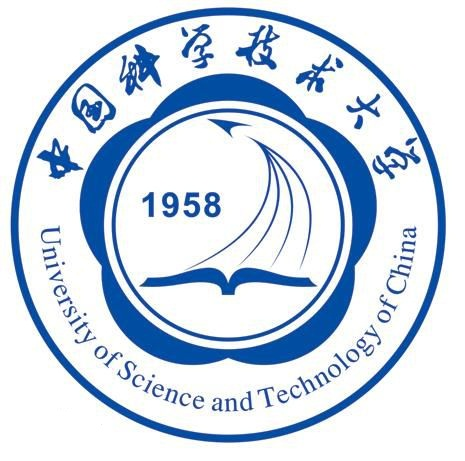 中国科学技术大学
1958
University of Science and Technology of China